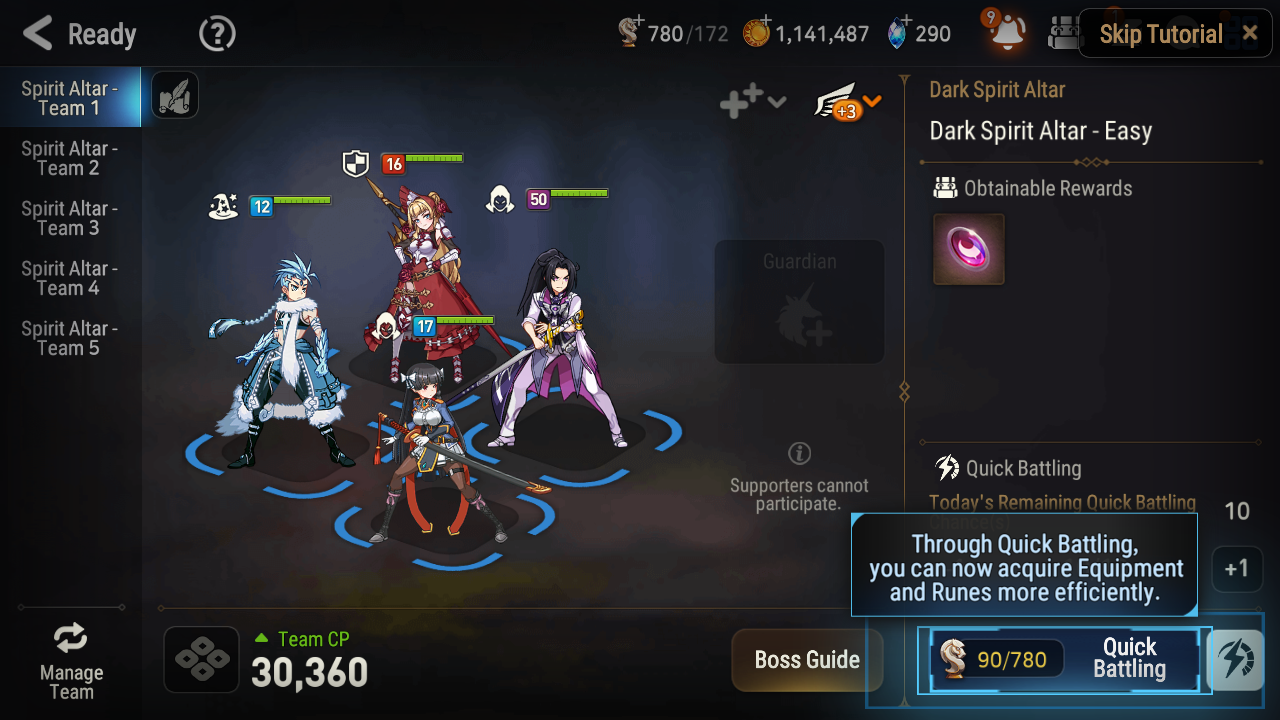 Ready
780/172
1,141,487
290
9
Skip Tutorial
Spirit Altar -
Team 1
Spirit Altar -
Team 2
Spirit Altar -
Team 3
Spirit Altar -
Team 4
Spirit Altar -
Team 5
Manage
Team
16
12
50
17
+3
Guardian
Supporters cannot
participate.
Team CP
30,360
Boss Guide
Dark Spirit Altar
Dark Spirit Altar - Easy
Obtainable Rewards
Quick Battling
Today's Remaining Quick Battling
10
+1
Through Quick Battling,
you can now acquire Equipment
and Runes more efficiently.
90/780
Quick
Battling